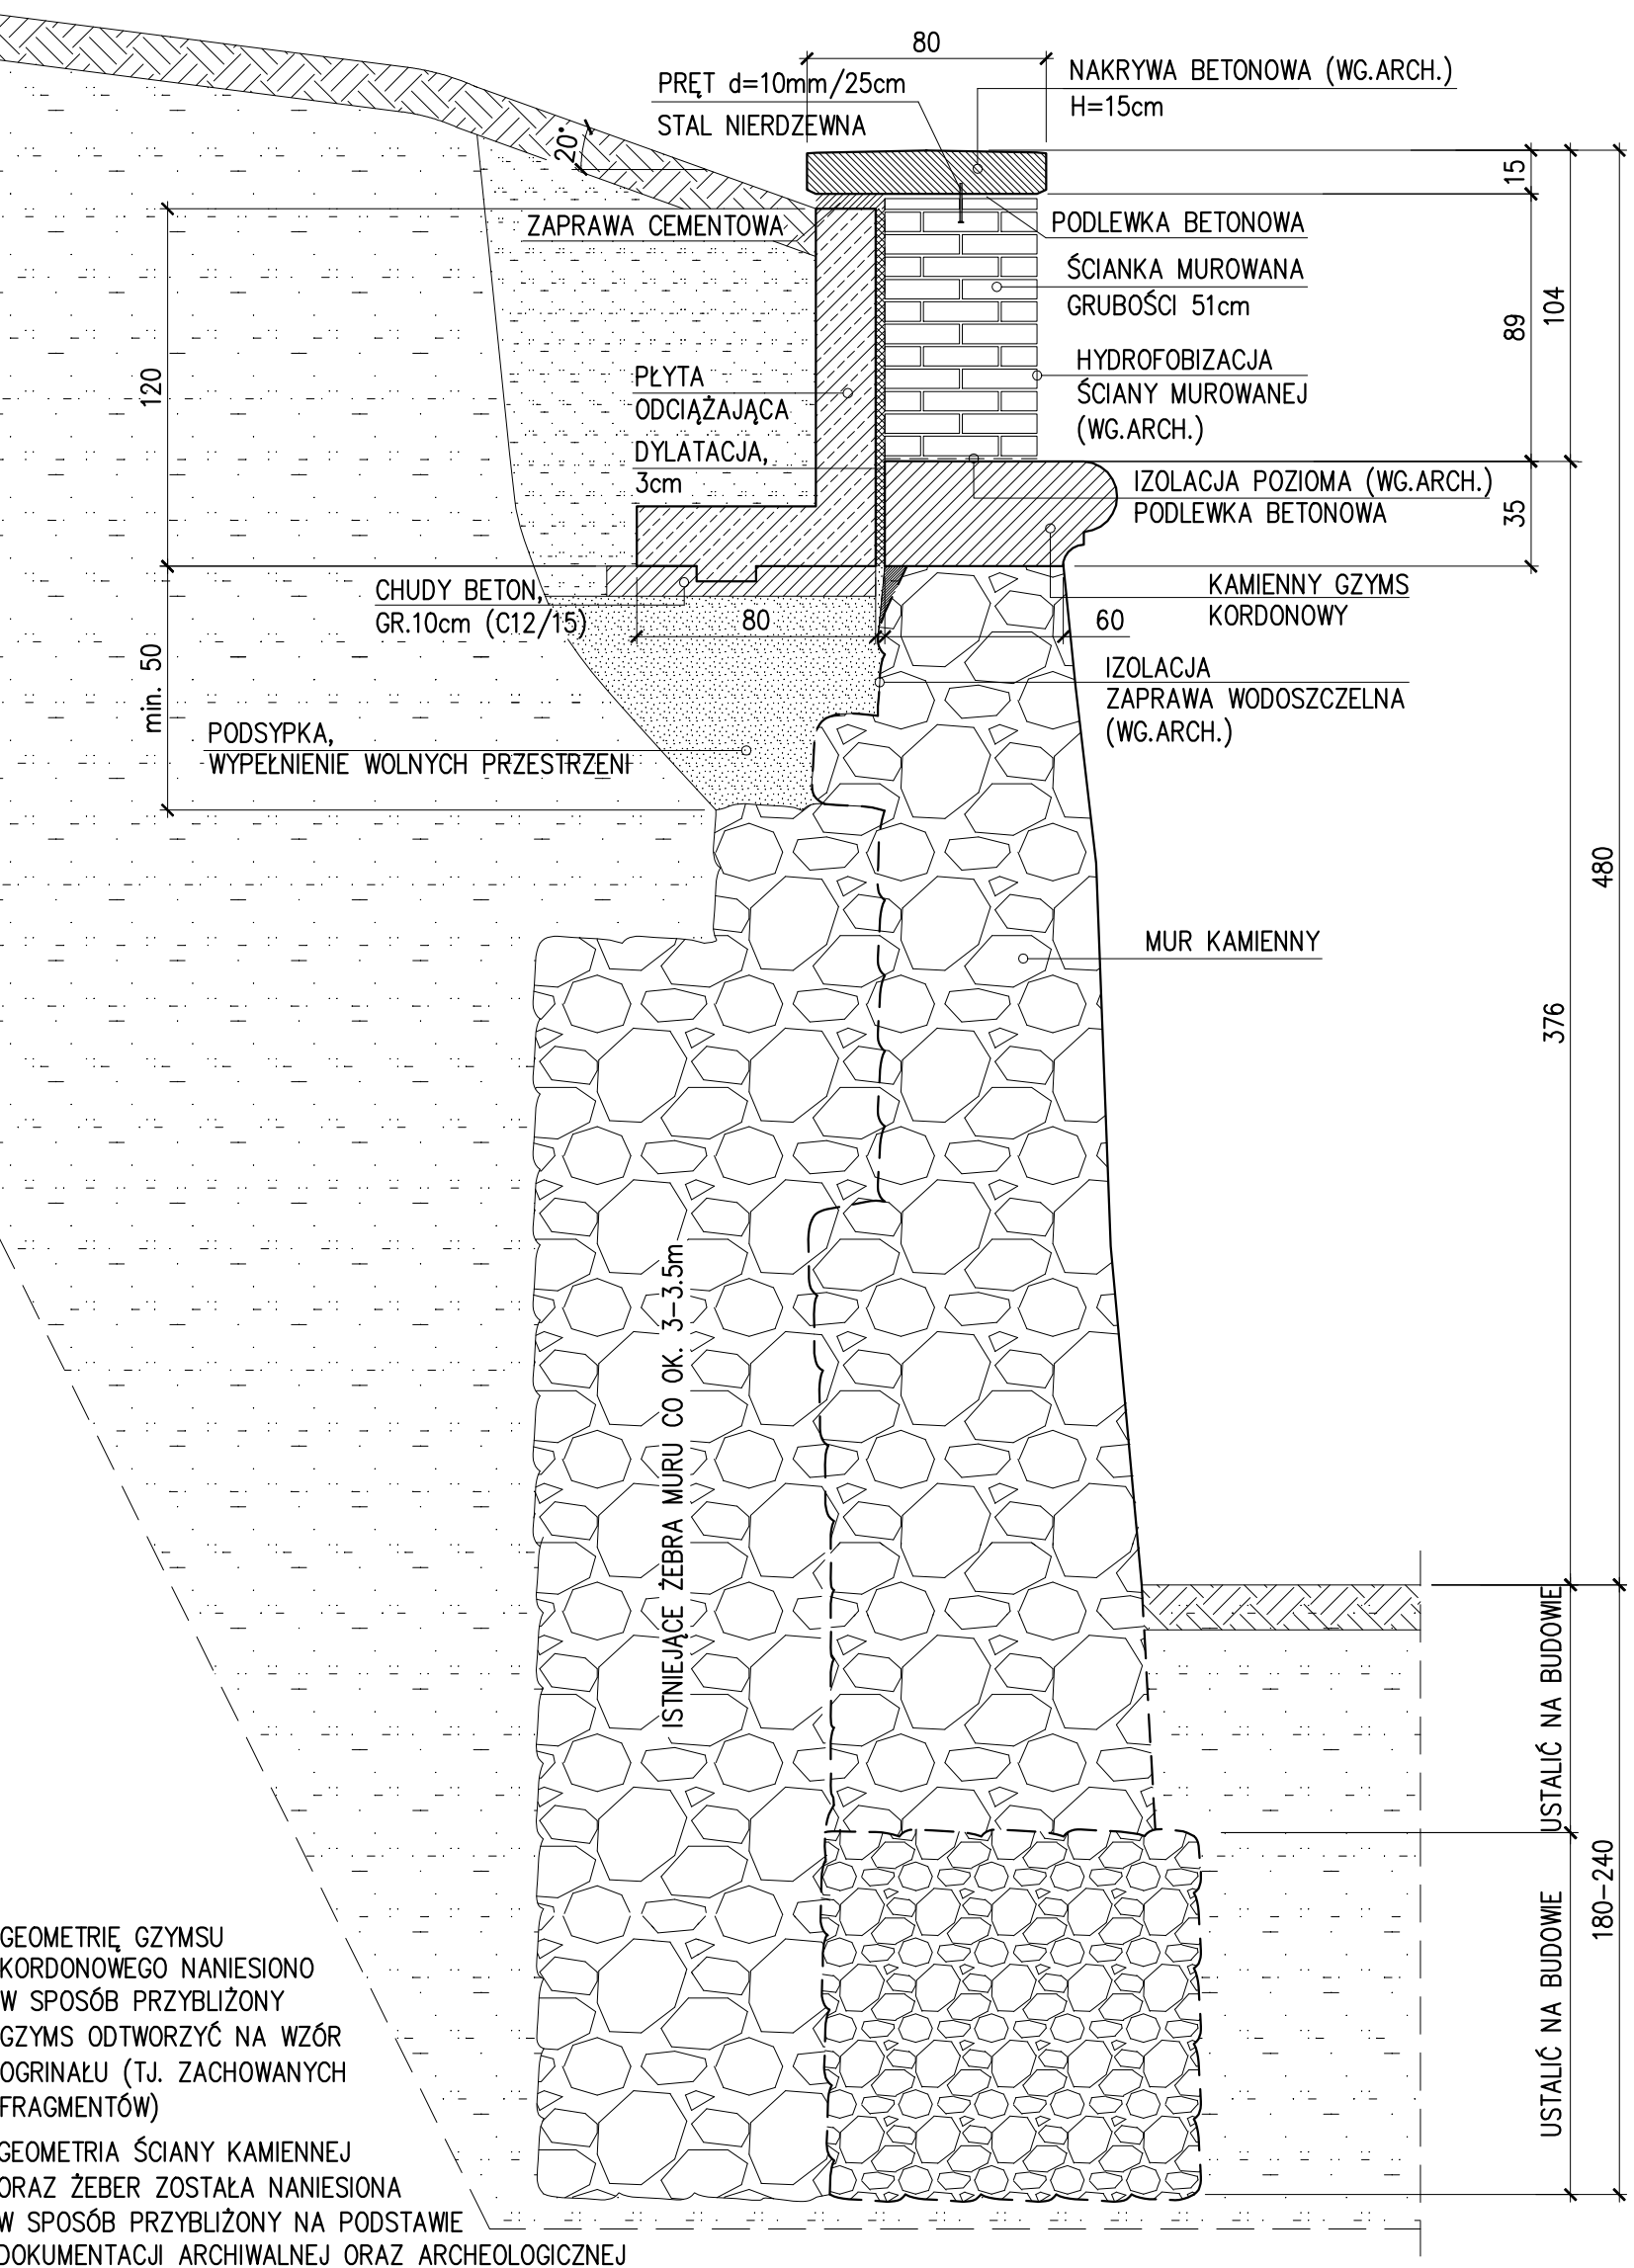 80
PRĘT d=10mm/25cm
STAL NIERDZEWNA
NAKRYWA BETONOWA (WG.ARCH.)
H=15cm
20°
15
ZAPRAWA CEMENTOWA
PODLEWKA BETONOWA
ŚCIANKA MUROWANA
GRUBOŚCI 51cm
104
89
120
PŁYTA
ODCIĄŻAJĄCA
HYDROFOBIZACJA
ŚCIANY MUROWANEJ
(WG.ARCH.)
DYLATACJA,
3cm
IZOLACJA POZIOMA (WG.ARCH.)
PODLEWKA BETONOWA
35
CHUDY BETON,
GR.10cm (C12/15)
80
60
KAMIENNY GZYMS
KORDONOWY
min. 50
IZOLACJA
ZAPRAWA WODOSZCZELNA
(WG.ARCH.)
PODSYPKA,
WYPEŁNIENIE WOLNYCH PRZESTRZENI
480
MUR KAMIENNY
376
ISTNIEJĄCE ŻEBRA MURU CO OK. 3-3.5m
USTALIĆ NA BUDOWIE
180-240
USTALIĆ NA BUDOWIE
GEOMETRIĘ GZYMSU
KORDONOWEGO NANIESIONO
W SPOSÓB PRZYBLIŻONY
GZYMS ODTWORZYĆ NA WZÓR
OGRINAŁU (TJ. ZACHOWANYCH
FRAGMENTÓW)
GEOMETRIA ŚCIANY KAMIENNEJ
ORAZ ŻEBER ZOSTAŁA NANIESIONA
W SPOSÓB PRZYBLIŻONY NA PODSTAWIE
DOKUMENTACJI ARCHIWALNEJ ORAZ ARCHEOLOGICZNEJ